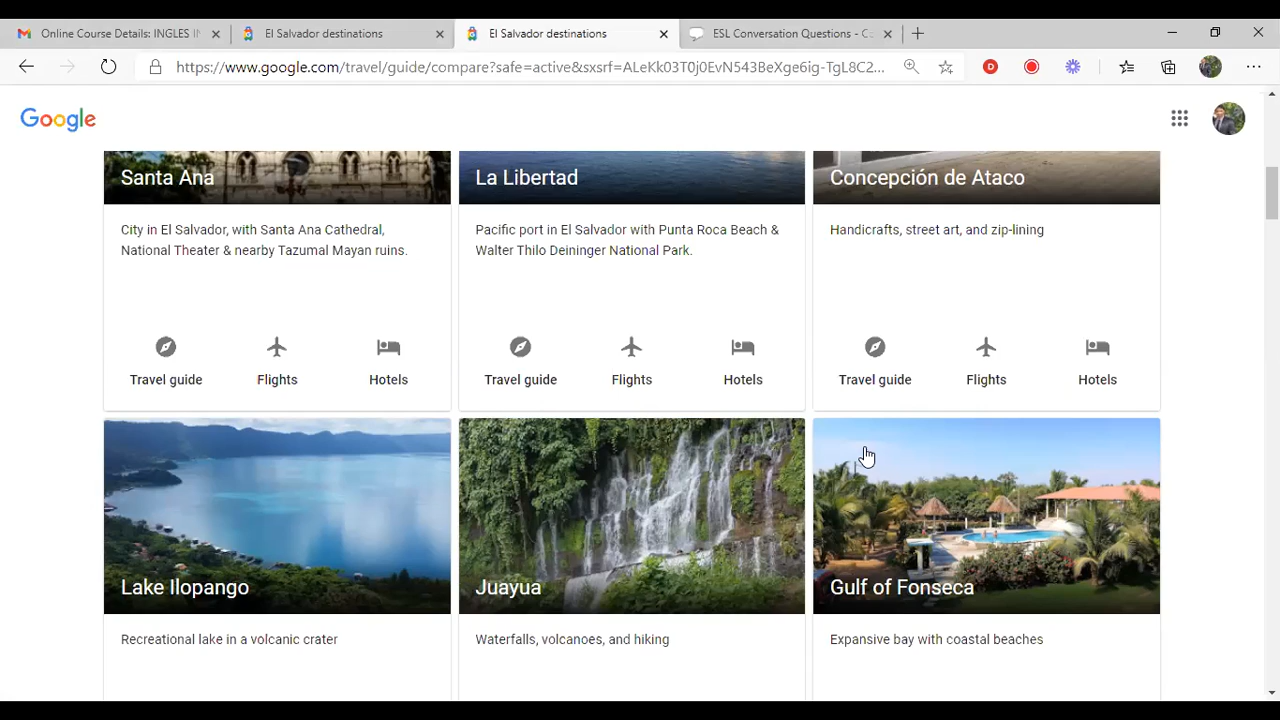 Online Course Details: INGLES I
El Salvador destinations
El Salvador destinations
ESL Conversation Questions - C
https://www.google.com/travel/guide/compare?safe=active&sxsrf=ALeKk03T0j0EvN543BeXge6ig-TgL8C2...
Google
Santa Ana
La Libertad
Concepción de Ataco
City in El Salvador, with Santa Ana Cathedral,
National Theater & nearby Tazumal Mayan ruins.
Pacific port in El Salvador with Punta Roca Beach &
Walter Thilo Deininger National Park.
Handicrafts, street art, and zip-lining
Travel guide
Flights
Hotels
Travel guide
Flights
Hotels
Travel guide
Flights
Hotels
Lake Ilopango
Juayua
Gulf of Fonseca
Recreational lake in a volcanic crater
Waterfalls, volcanoes, and hiking
Expansive bay with coastal beaches